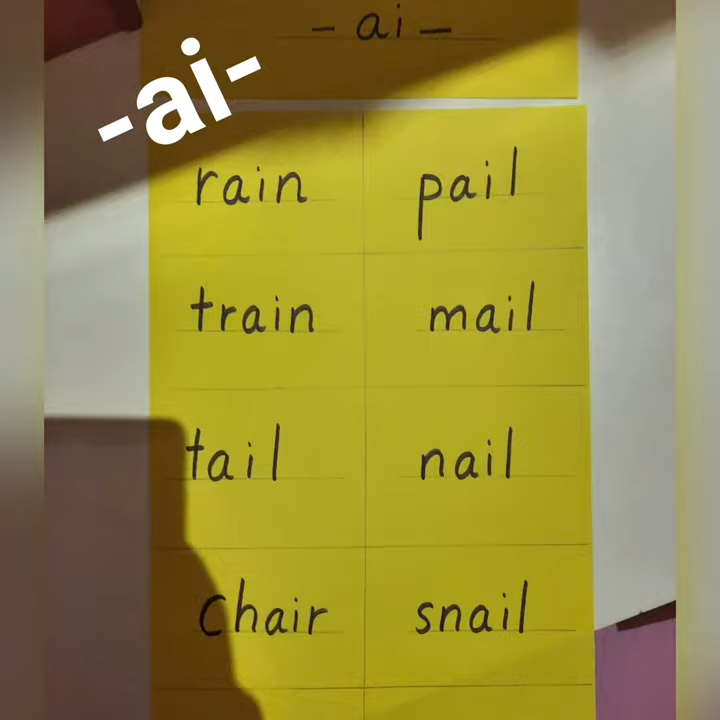 - ai -
-ai-
rain pail
train mail
tail nail
chair snail